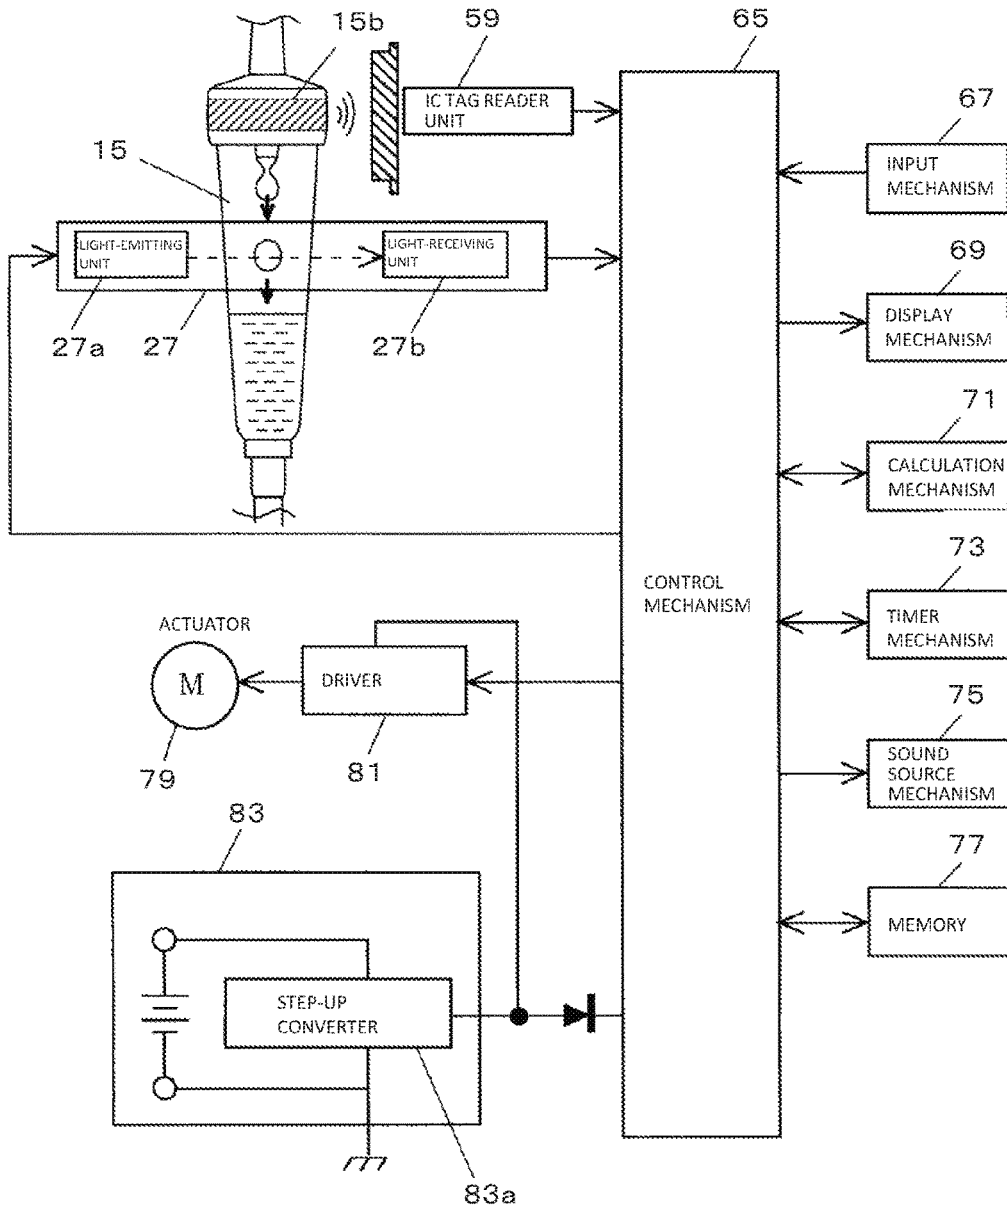 15b
59
65
IC TAG READER
UNIT
67
INPUT
MECHANISM
15
LIGHT-EMITTING
UNIT
LIGHT-RECEIVING
UNIT
27a
27
27b
69
DISPLAY
MECHANISM
71
CALCULATION
MECHANISM
CONTROL
MECHANISM
73
TIMER
MECHANISM
ACTUATOR
M
DRIVER
79
81
75
SOUND
SOURCE
MECHANISM
83
77
MEMORY
STEP-UP
CONVERTER
83a